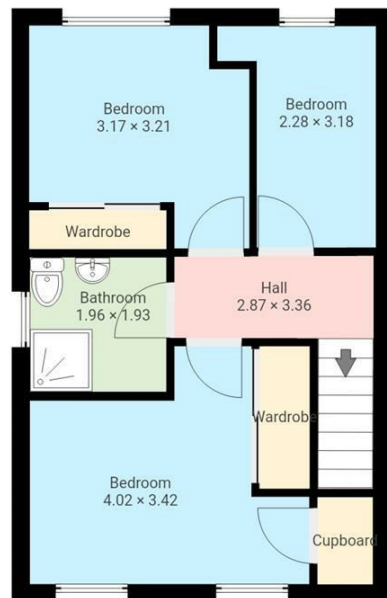 Bedroom
3.17 × 3.21
Bedroom
2.28 × 3.18
Wardrobe
Bathroom
1.96 × 1.93
Hall
2.87 × 3.36
Wardrobe
Bedroom
4.02 × 3.42
Cupboard